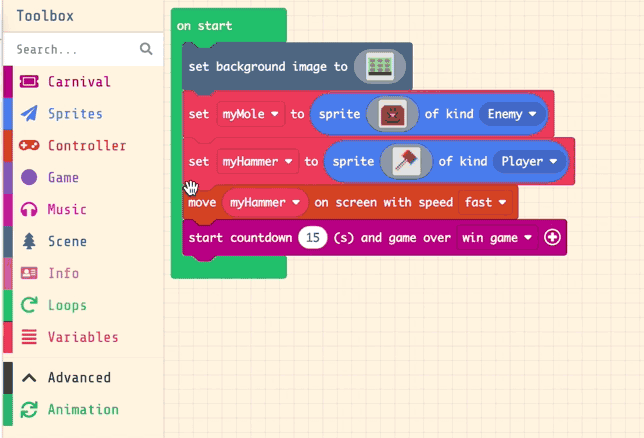 Toolbox
Search...
Carnival
Sprites
Controller
Game
Music
Scene
Info
Loops
Variables
Advanced
Animation
on start
set background image to
set myMole to sprite of kind Enemy
set myHammer to sprite of kind Player
move myHammer on screen with speed fast
start countdown 15 (s) and game over win game